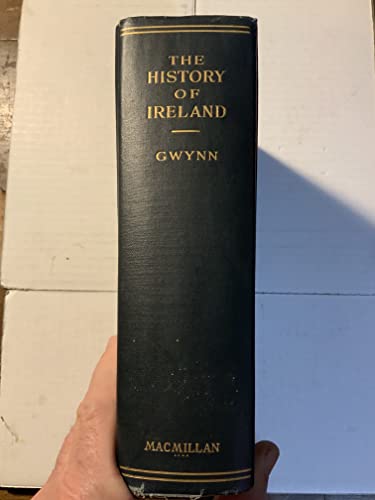 THE
HISTORY
OF
IRELAND
GWYNN
MACMILLAN